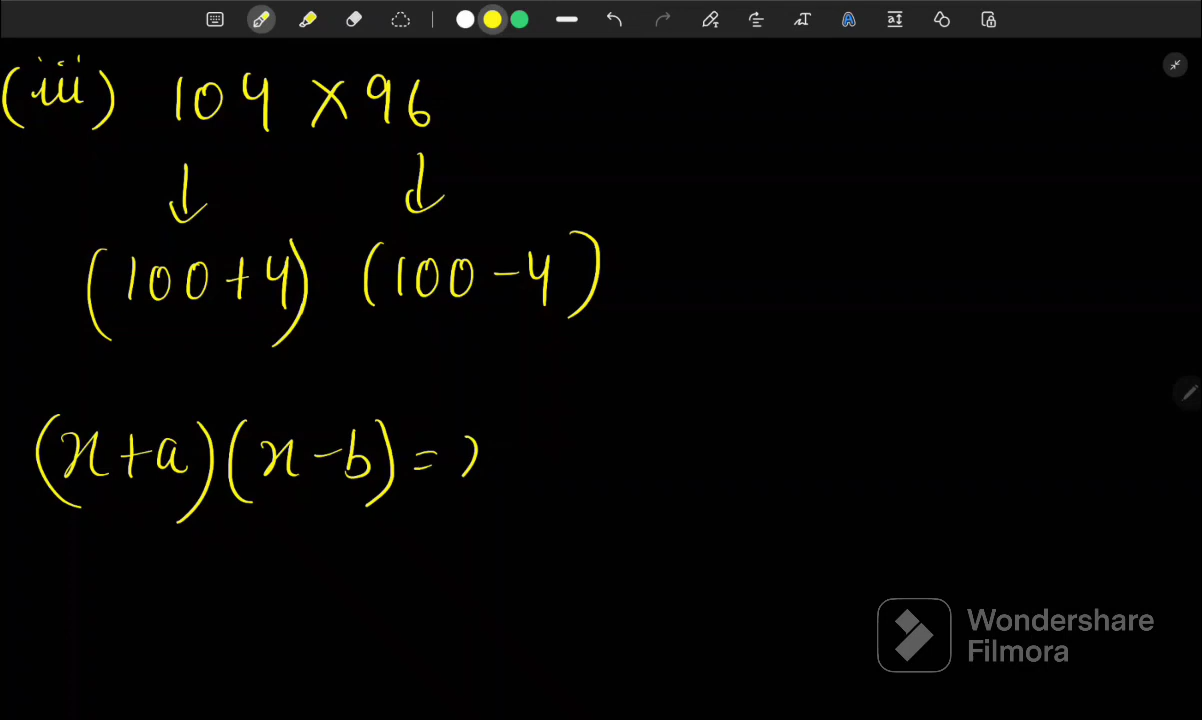 (iii) 104 × 96
↓ ↓
(100+4) (100-4)
(x+a)(x-b)=
Wondershare
Filmora